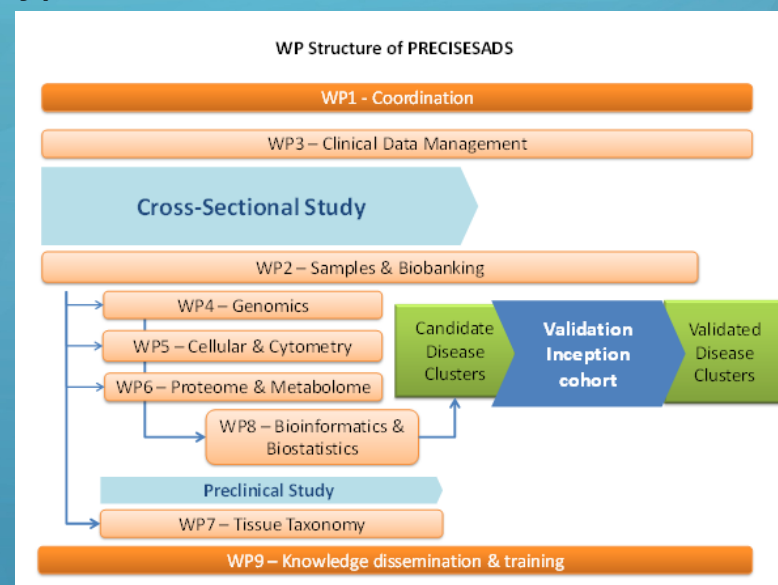 WP Structure of PRECISESADS
WP1 - Coordination
WP3 – Clinical Data Management
Cross-Sectional Study
WP2 – Samples & Biobanking
WP4 – Genomics
WP5 – Cellular & Cytometry
WP6 – Proteome & Metabolome
WP8 – Bioinformatics &
Biostatistics
Candidate
Disease
Clusters
Validation
Inception
cohort
Validated
Disease
Clusters
Preclinical Study
WP7 – Tissue Taxonomy
WP9 – Knowledge dissemination & training